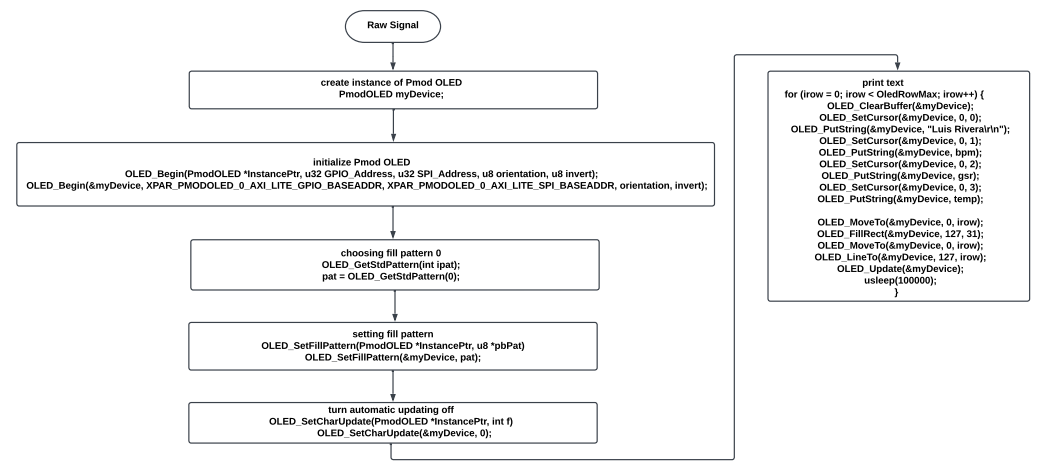 Raw Signal
create instance of Pmod OLED
PmodOLED myDevice;
initialize Pmod OLED
OLED_Begin(PmodOLED *InstancePtr, u32 GPIO_Address, u32 SPI_Address, u8 orientation, u8 invert);
OLED_Begin(&myDevice, XPAR_PMODOLED_0_AXI_LITE_GPIO_BASEADDR, XPAR_PMODOLED_0_AXI_LITE_SPI_BASEADDR, orientation, invert);
choosing fill pattern 0
OLED_GetStdPattern(int ipat);
pat = OLED_GetStdPattern(0);
setting fill pattern
OLED_SetFillPattern(PmodOLED *InstancePtr, u8 *pbPat)
OLED_SetFillPattern(&myDevice, pat);
turn automatic updating off
OLED_SetCharUpdate(PmodOLED *InstancePtr, int f)
OLED_SetCharUpdate(&myDevice, 0);
print text
for (irow = 0; irow < OledRowMax; irow++) {
OLED_ClearBuffer(&myDevice);
OLED_SetCursor(&myDevice, 0, 0);
OLED_PutString(&myDevice, "Luis Rivera\r\n");
OLED_SetCursor(&myDevice, 0, 1);
OLED_PutString(&myDevice, bpm);
OLED_SetCursor(&myDevice, 0, 2);
OLED_PutString(&myDevice, gsr);
OLED_SetCursor(&myDevice, 0, 3);
OLED_PutString(&myDevice, temp);
OLED_MoveTo(&myDevice, 0, irow);
OLED_FillRect(&myDevice, 127, 31);
OLED_MoveTo(&myDevice, 0, irow);
OLED_LineTo(&myDevice, 127, irow);
OLED_Update(&myDevice);
usleep(100000);
}